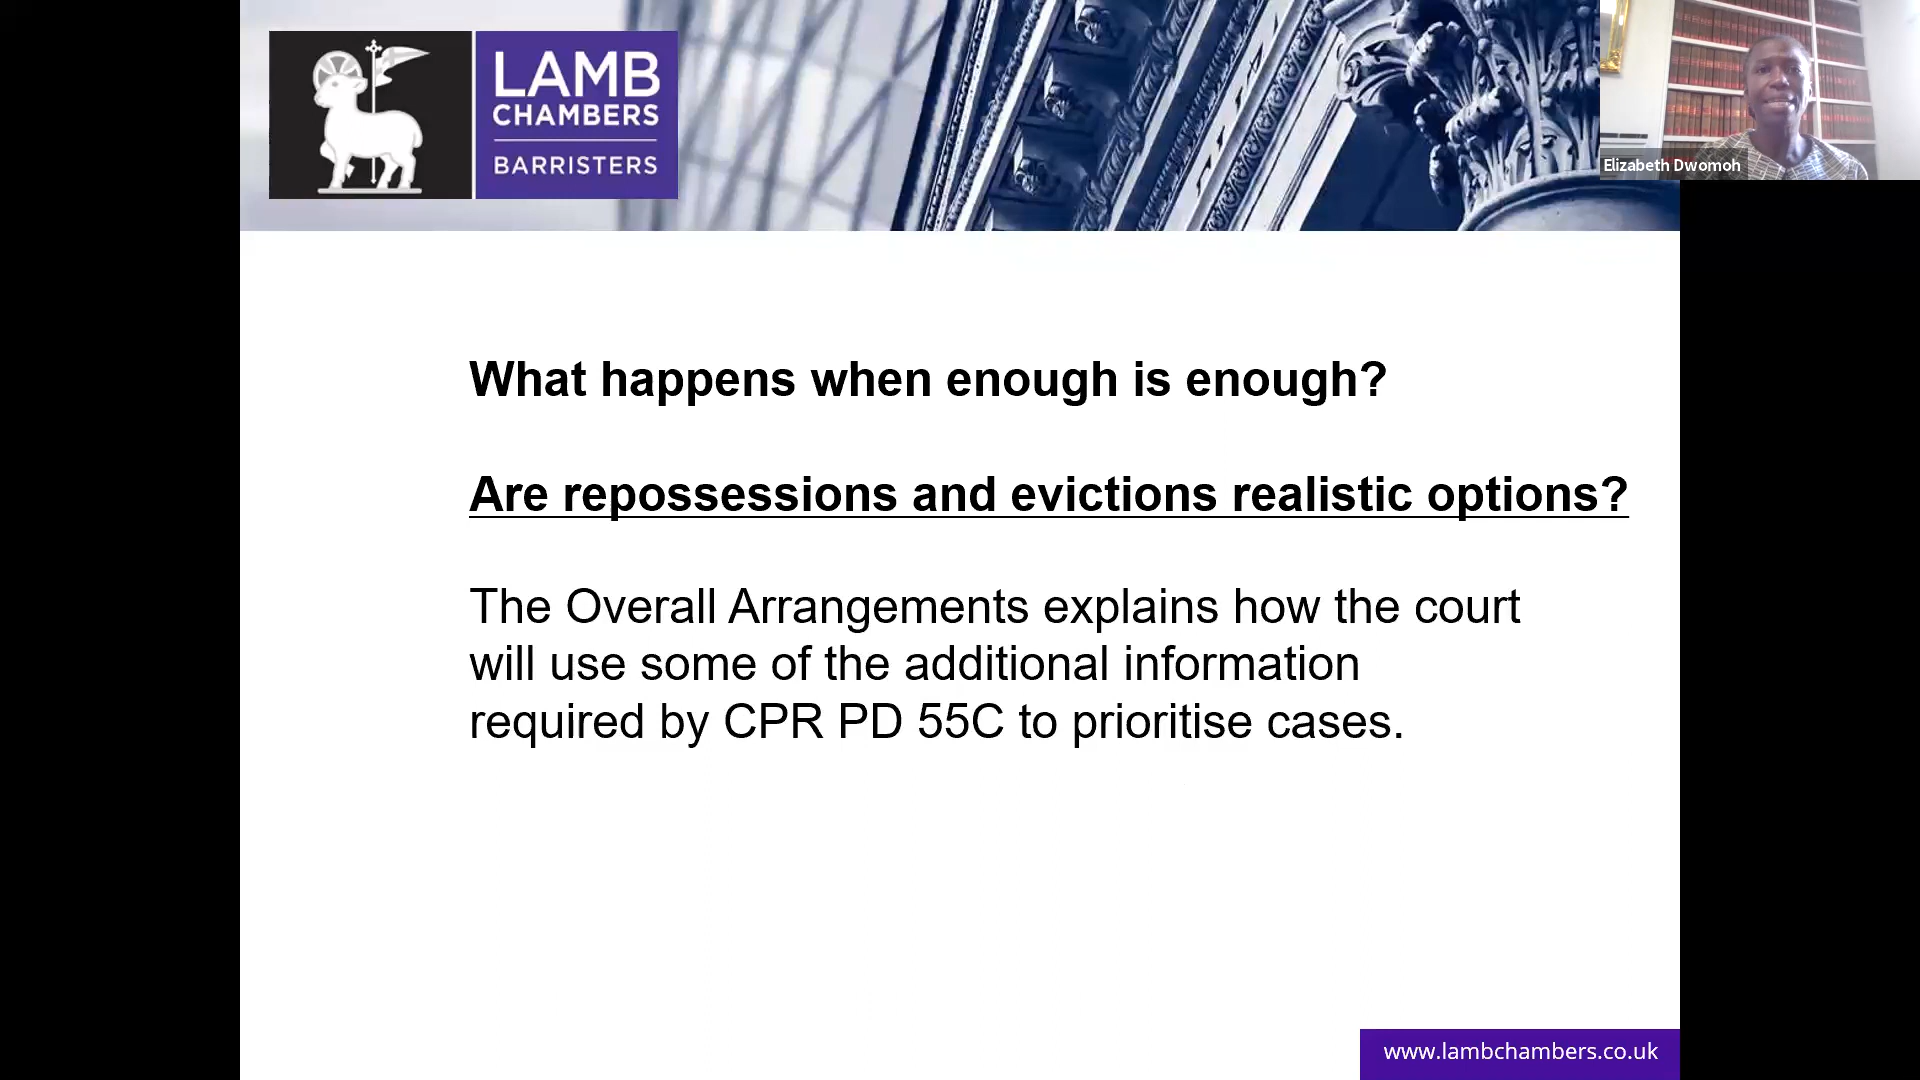 LAMB
CHAMBERS
BARRISTERS
Elizabeth Dwomoh
What happens when enough is enough?
Are repossessions and evictions realistic options?
The Overall Arrangements explains how the court
will use some of the additional information
required by CPR PD 55C to prioritise cases.
www.lambchambers.co.uk